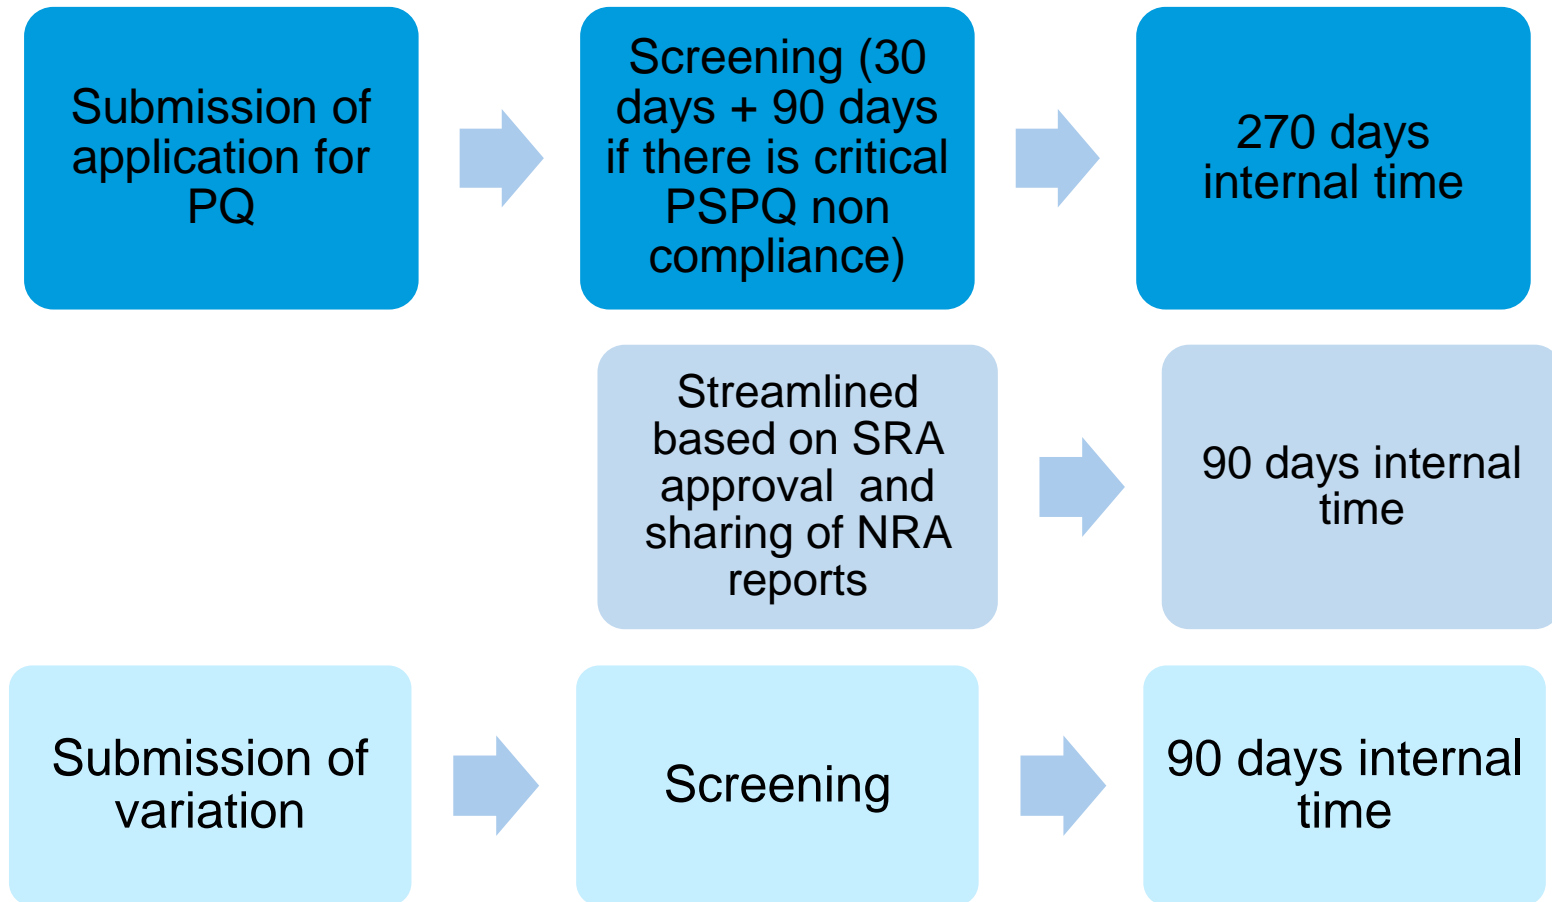 Submission of
application for
PQ
Screening (30
days + 90 days
if there is critical
PSPQ non
compliance)
270 days
internal time
Streamlined
based on SRA
approval  and
sharing of NRA
reports
90 days internal
time
Submission of
variation
Screening
90 days internal
time